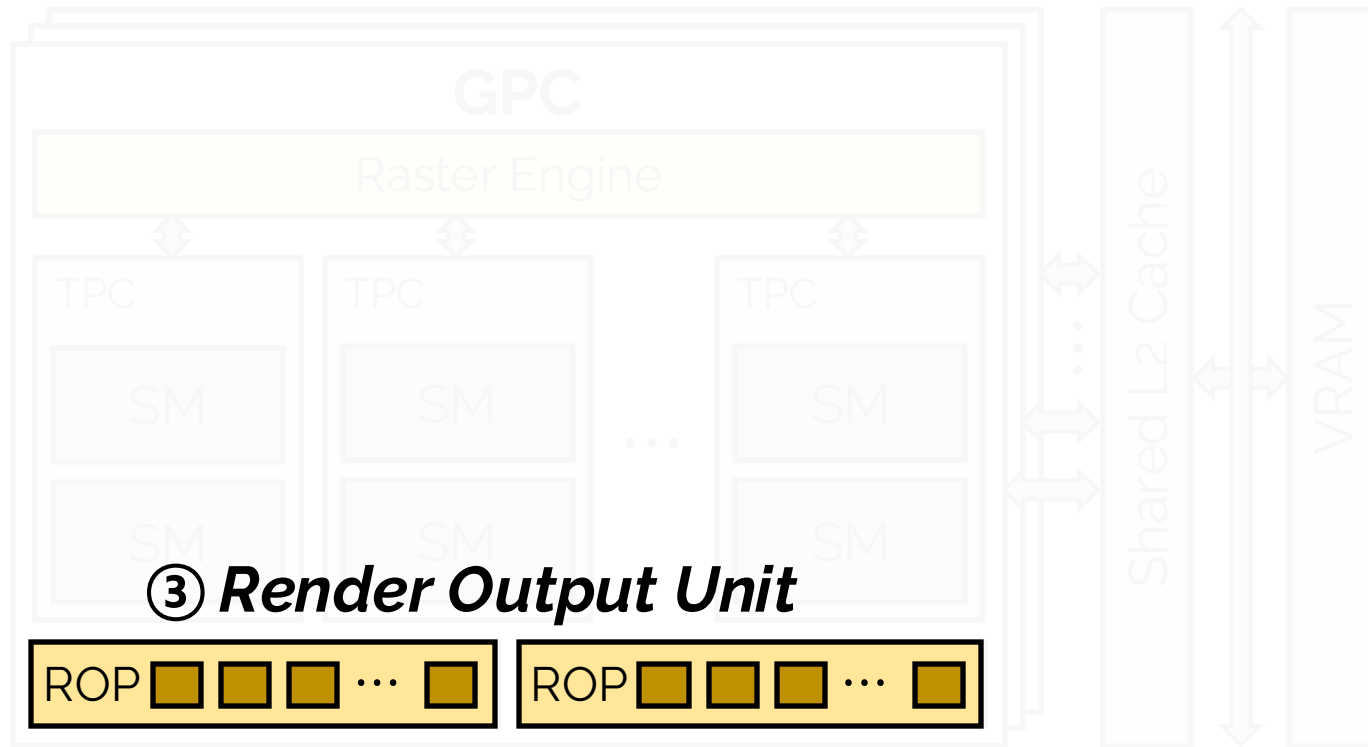 GPC
Raster Engine
TPC TPC TPC
SM SM SM
...
SM SM SM
③ Render Output Unit
ROP ... ROP ...
...
Shared L2 Cache
VRAM